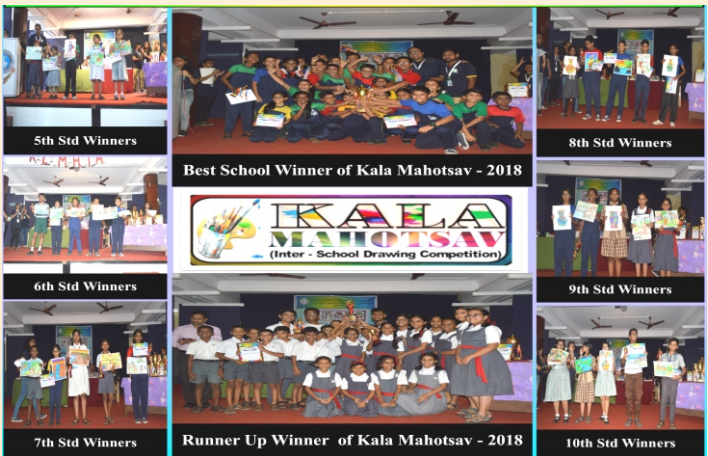 5th Std Winners
Best School Winner of Kala Mahotsav - 2018
8th Std Winners
KALA
MAHOTSAV
(Inter - School Drawing Competition)
6th Std Winners
9th Std Winners
7th Std Winners
Runner Up Winner of Kala Mahotsav - 2018
10th Std Winners